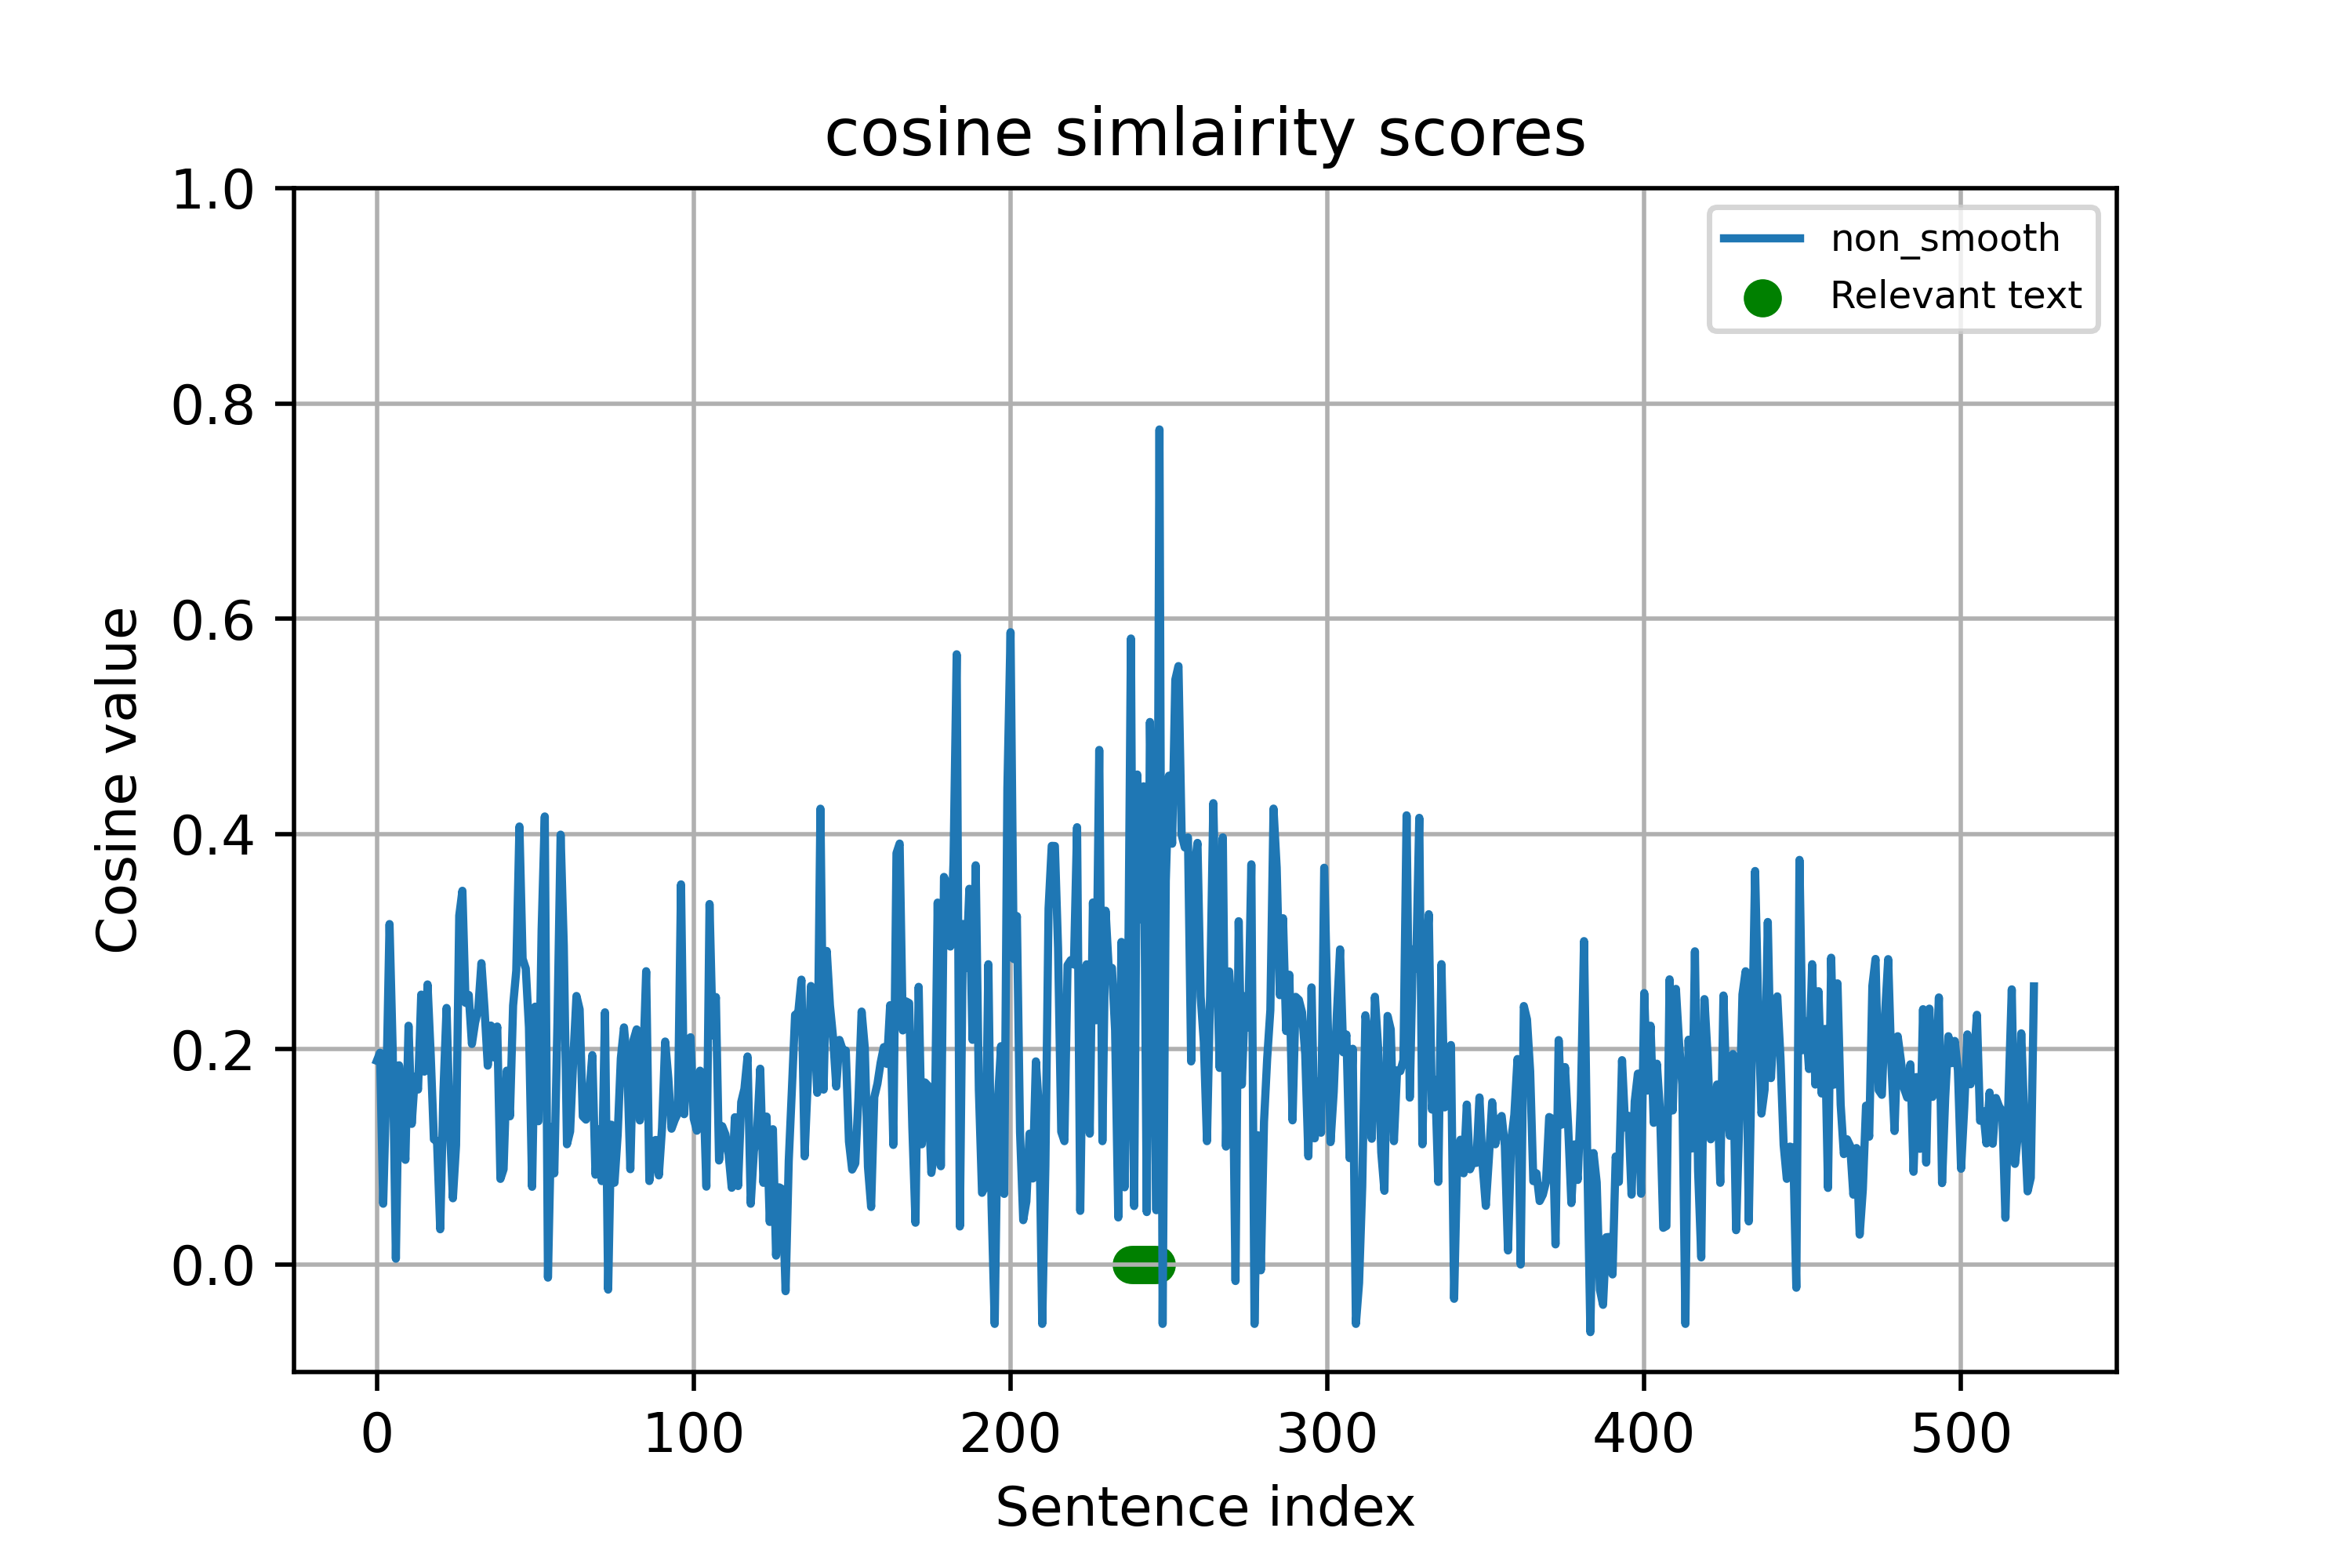 cosine simlairity scores
1.0
0.8
0.6
0.4
0.2
0.0
Cosine value
non_smooth
Relevant text
0 100 200 300 400 500
Sentence index